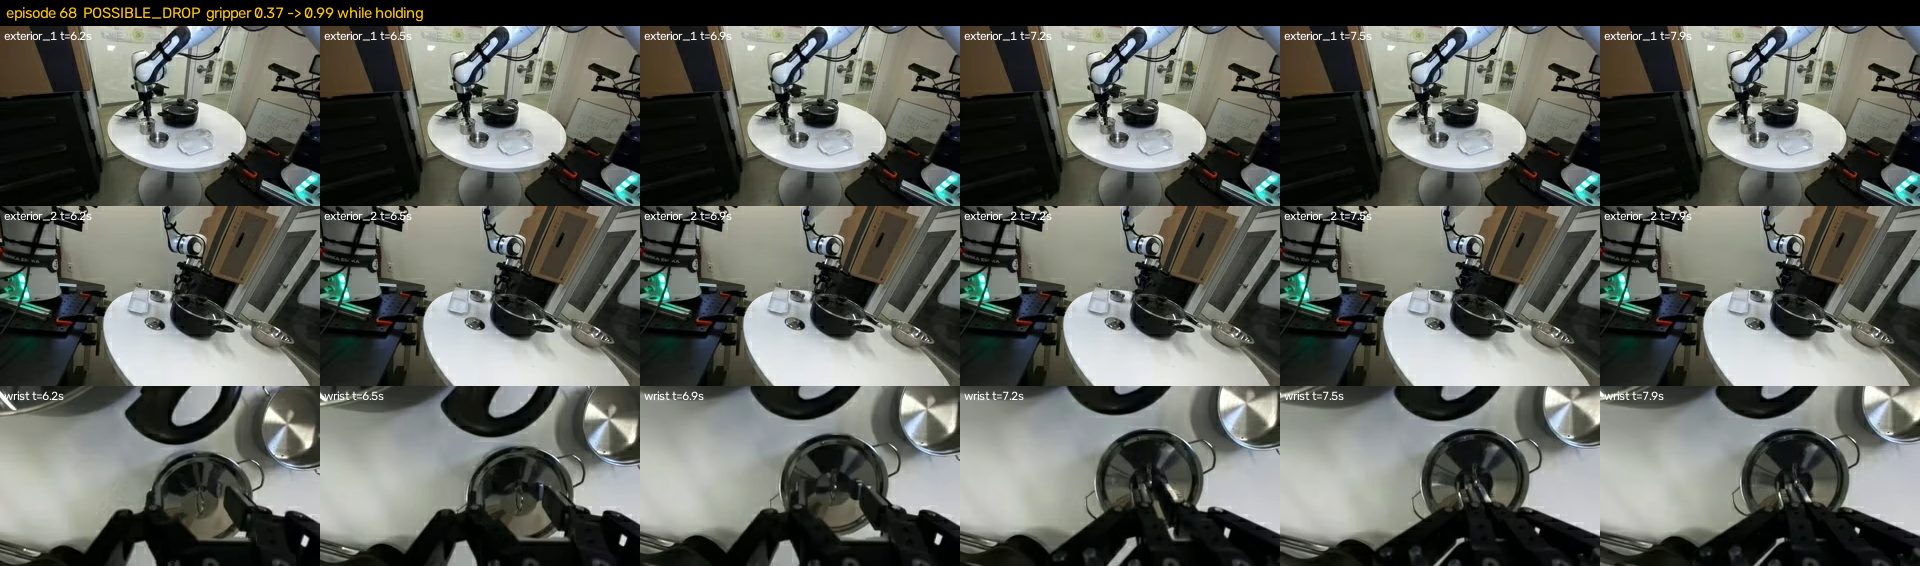 episode 68 POSSIBLE_DROP gripper 0.37 -> 0.99 while holding
exterior_1 t=6.2s
exterior_1 t=6.5s
exterior_1 t=6.9s
exterior_1 t=7.2s
exterior_1 t=7.5s
exterior_1 t=7.9s
exterior_2 t=6.2s
exterior_2 t=6.5s
exterior_2 t=6.9s
exterior_2 t=7.2s
exterior_2 t=7.5s
exterior_2 t=7.9s
wrist t=6.2s
wrist t=6.5s
wrist t=6.9s
wrist t=7.2s
wrist t=7.5s
wrist t=7.9s